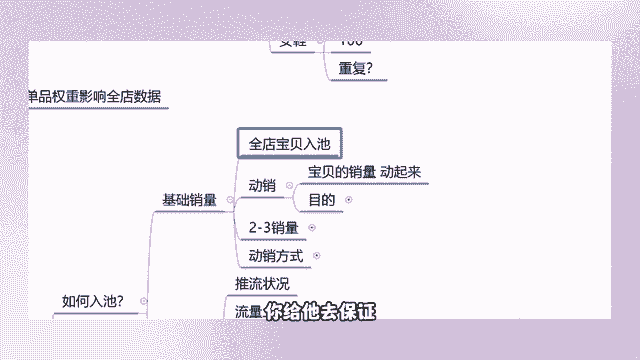 女鞋 100
重复?
单品权重影响全店数据
全店宝贝入池
宝贝的销量 动起来
动销
目的
基础销量
2-3销量
动销方式
推流状况
如何入池?
流量
你给他去保证